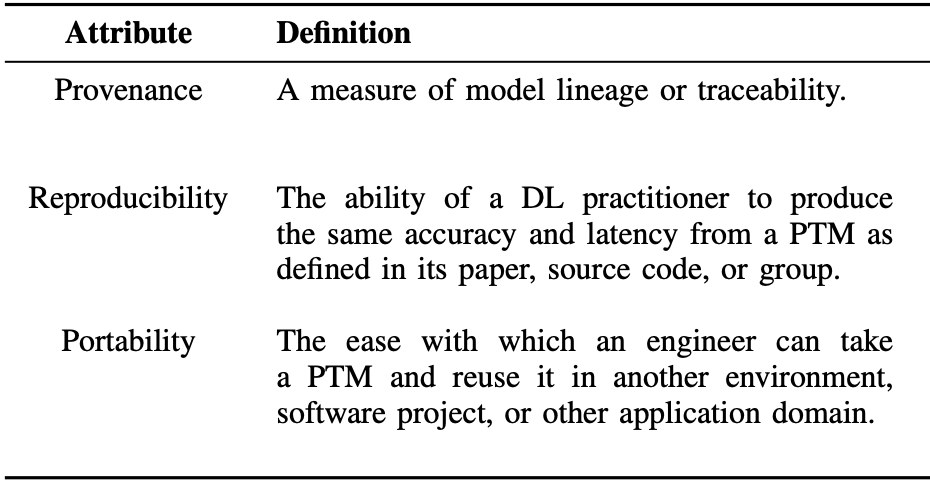 Attribute Definition
Provenance A measure of model lineage or traceability.
Reproducibility The ability of a DL practitioner to produce
the same accuracy and latency from a PTM as
defined in its paper, source code, or group.
Portability The ease with which an engineer can take
a PTM and reuse it in another environment,
software project, or other application domain.